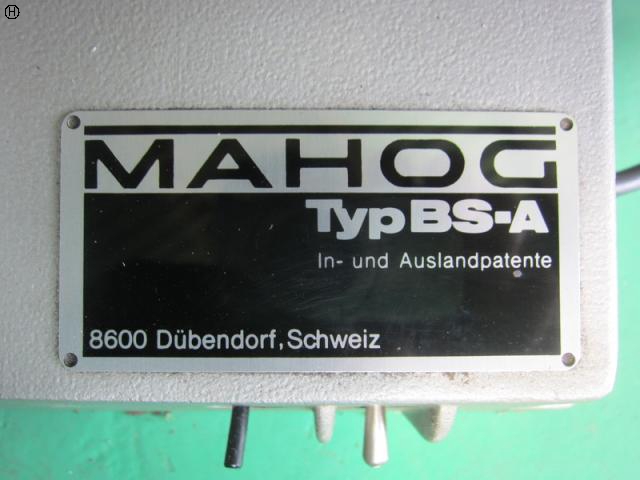 H
MAHOG
Typ BS-A
In- und Auslandpatente
8600 Dübendorf, Schweiz